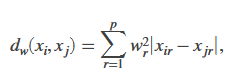 d_w(x_i, x_j) = \sum_{r=1}^{p} w_r^2 |x_{ir} - x_{jr}|,